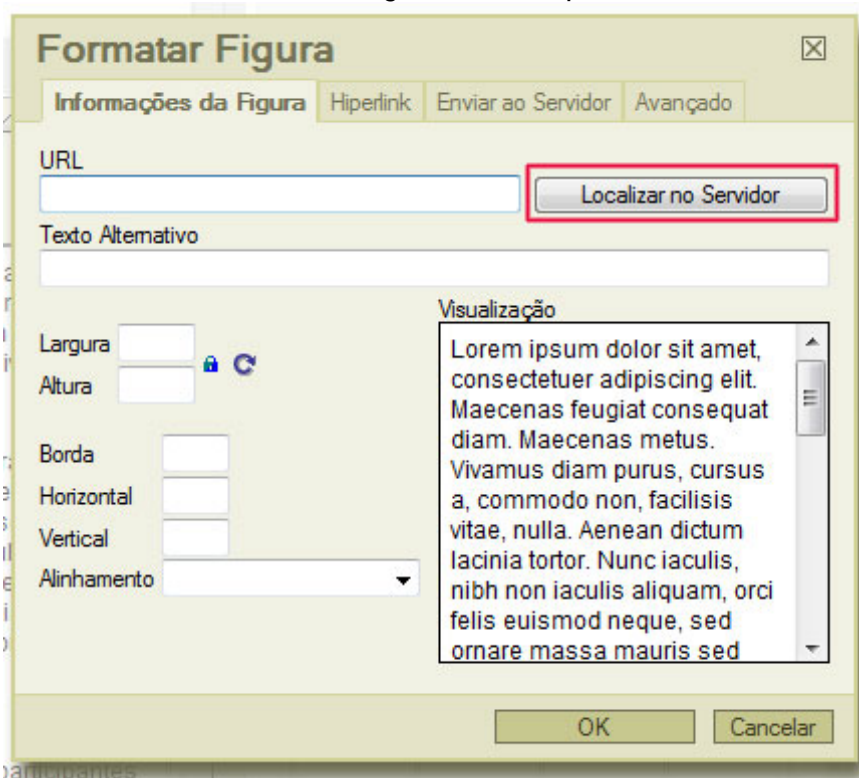 Formatar Figura
Informações da Figura Hiperlink Enviar ao Servidor Avançado
URL
Localizar no Servidor
Texto Alternativo
Visualização
Largura
Altura
Borda
Horizontal
Vertical
Alinhamento
Lorem ipsum dolor sit amet,
consectetuer adipiscing elit.
Maecenas feugiat consequat
diam. Maecenas metus.
Vivamus diam purus, cursus
a, commodo non, facilisis
vitae, nulla. Aenean dictum
lacinia tortor. Nunc iaculis,
nibh non iaculis aliquam, orci
felis euismod neque, sed
ornare massa mauris sed
OK Cancelar
participantes